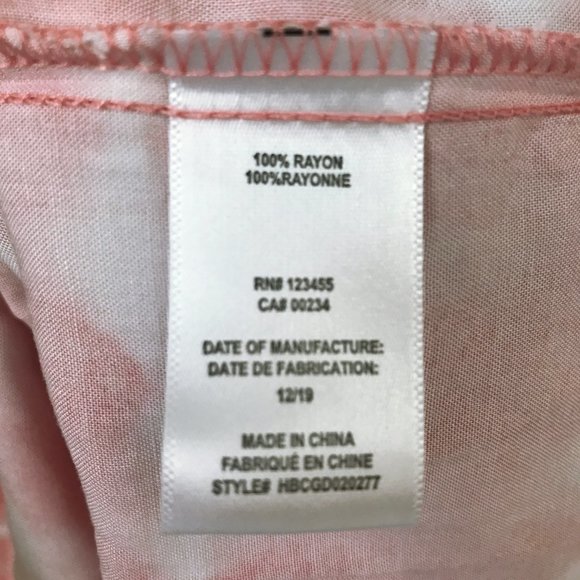 100% RAYON
100%RAYONNE
RN# 123455
CA# 00234
DATE OF MANUFACTURE:
DATE DE FABRICATION:
12/19
MADE IN CHINA
FABRIQUÉ EN CHINE
STYLE# HBCGD020277